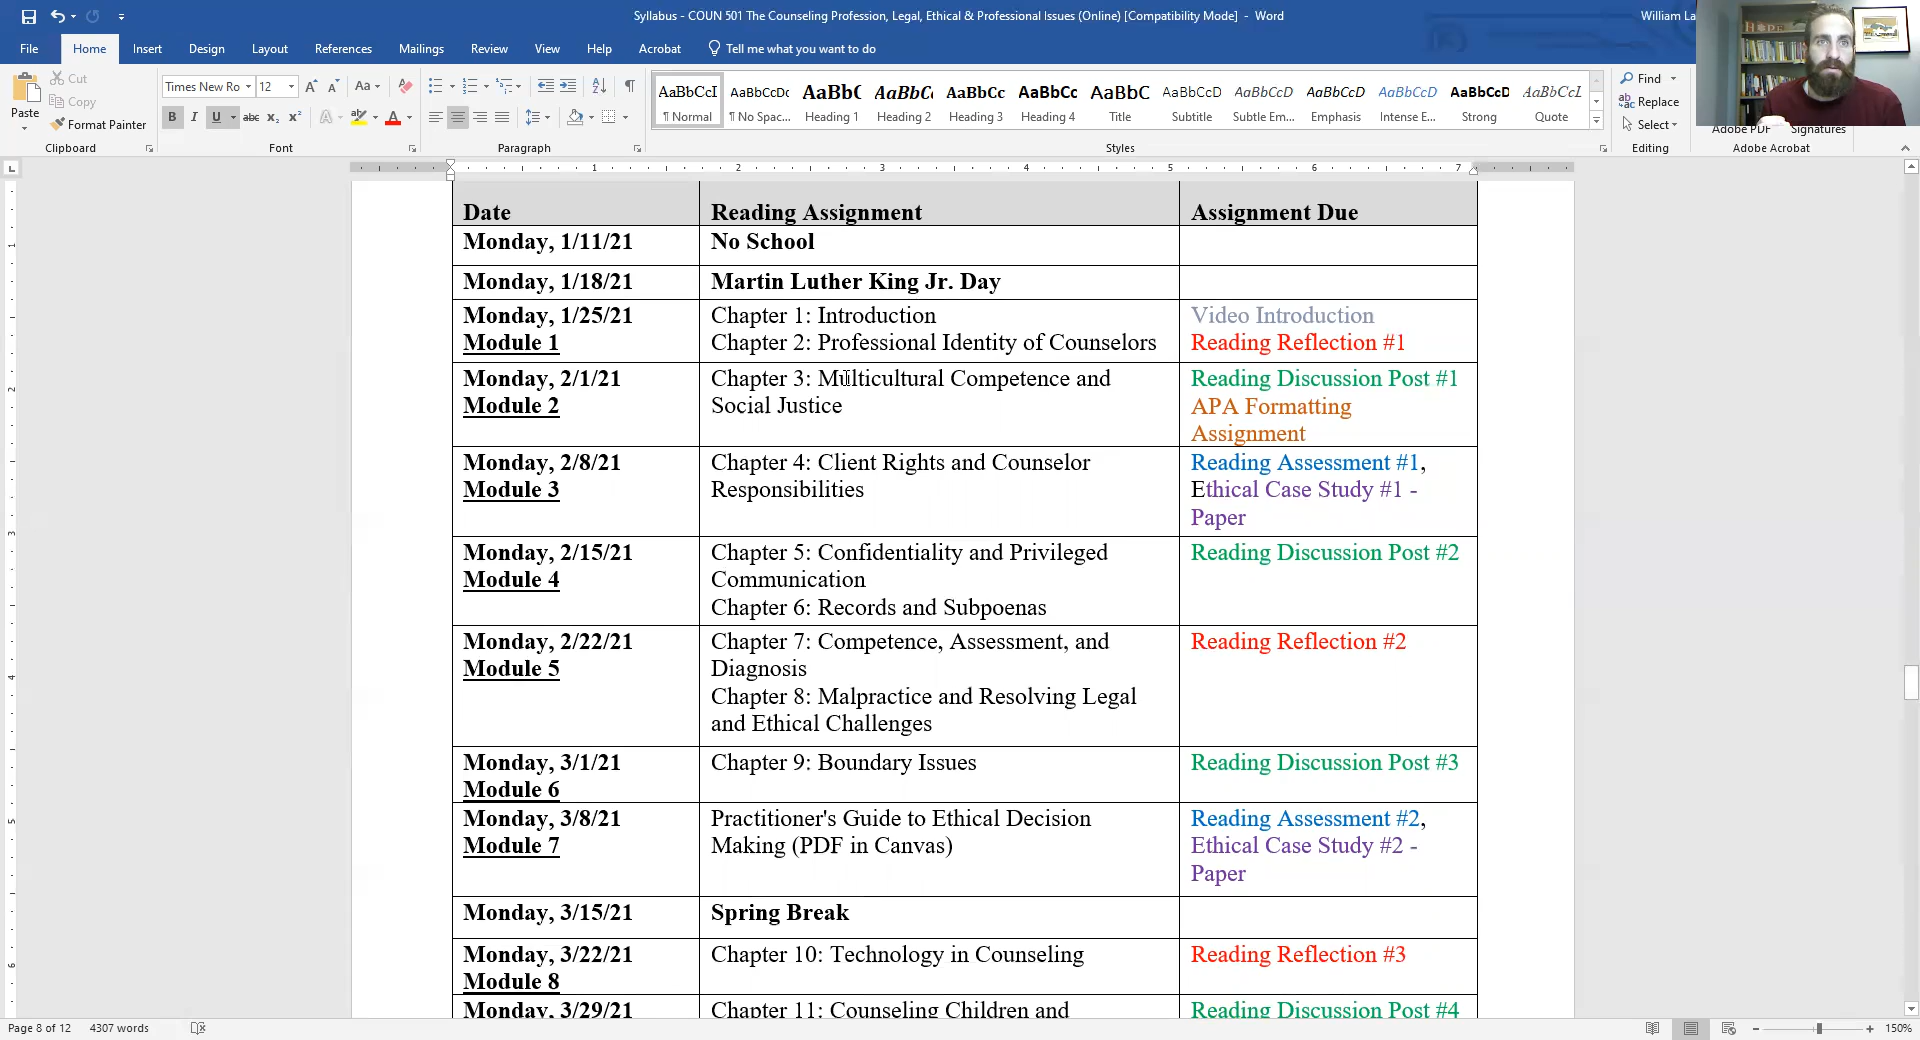 Syllabus - COUN 501 The Counseling Profession, Legal, Ethical & Professional Issues (Online) [Compatibility Mode] - Word
William La
File Home Insert Design Layout References Mailings Review View Help Acrobat Tell me what you want to do
Paste
Cut
Copy
Format Painter
Clipboard
Times New Ro 12
Font
Paragraph
AaBbCcI AaBbCcDc AaBbC AaBbC AaBbCc AaBbCc AaBbC AaBbCcD AaBbCcD AaBbCcD AaBbCcD AaBbCcD AaBbCcL
¶ Normal ¶ No Spac... Heading 1 Heading 2 Heading 3 Heading 4 Title Subtitle Subtle Em... Emphasis Intense E... Strong Quote
Styles
Find
Replace
Select
Editing
Adobe PDF Signatures
Adobe Acrobat
1 2 3 4 5 6 7
Date Reading Assignment Assignment Due
Monday, 1/11/21 No School
Monday, 1/18/21 Martin Luther King Jr. Day
Monday, 1/25/21 Chapter 1: Introduction Video Introduction
Module 1 Chapter 2: Professional Identity of Counselors Reading Reflection #1
Monday, 2/1/21 Chapter 3: Multicultural Competence and Reading Discussion Post #1
Module 2 Social Justice APA Formatting
Assignment
Monday, 2/8/21 Chapter 4: Client Rights and Counselor Reading Assessment #1,
Module 3 Responsibilities Ethical Case Study #1 -
Paper
Monday, 2/15/21 Chapter 5: Confidentiality and Privileged Reading Discussion Post #2
Module 4 Communication
Chapter 6: Records and Subpoenas
Monday, 2/22/21 Chapter 7: Competence, Assessment, and Reading Reflection #2
Module 5 Diagnosis
Chapter 8: Malpractice and Resolving Legal
and Ethical Challenges
Monday, 3/1/21 Chapter 9: Boundary Issues Reading Discussion Post #3
Module 6
Monday, 3/8/21 Practitioner's Guide to Ethical Decision Reading Assessment #2,
Module 7 Making (PDF in Canvas) Ethical Case Study #2 -
Paper
Monday, 3/15/21 Spring Break
Monday, 3/22/21 Chapter 10: Technology in Counseling Reading Reflection #3
Module 8
Monday, 3/29/21 Chapter 11: Counseling Children and Reading Discussion Post #4
Page 8 of 12 4307 words 150%